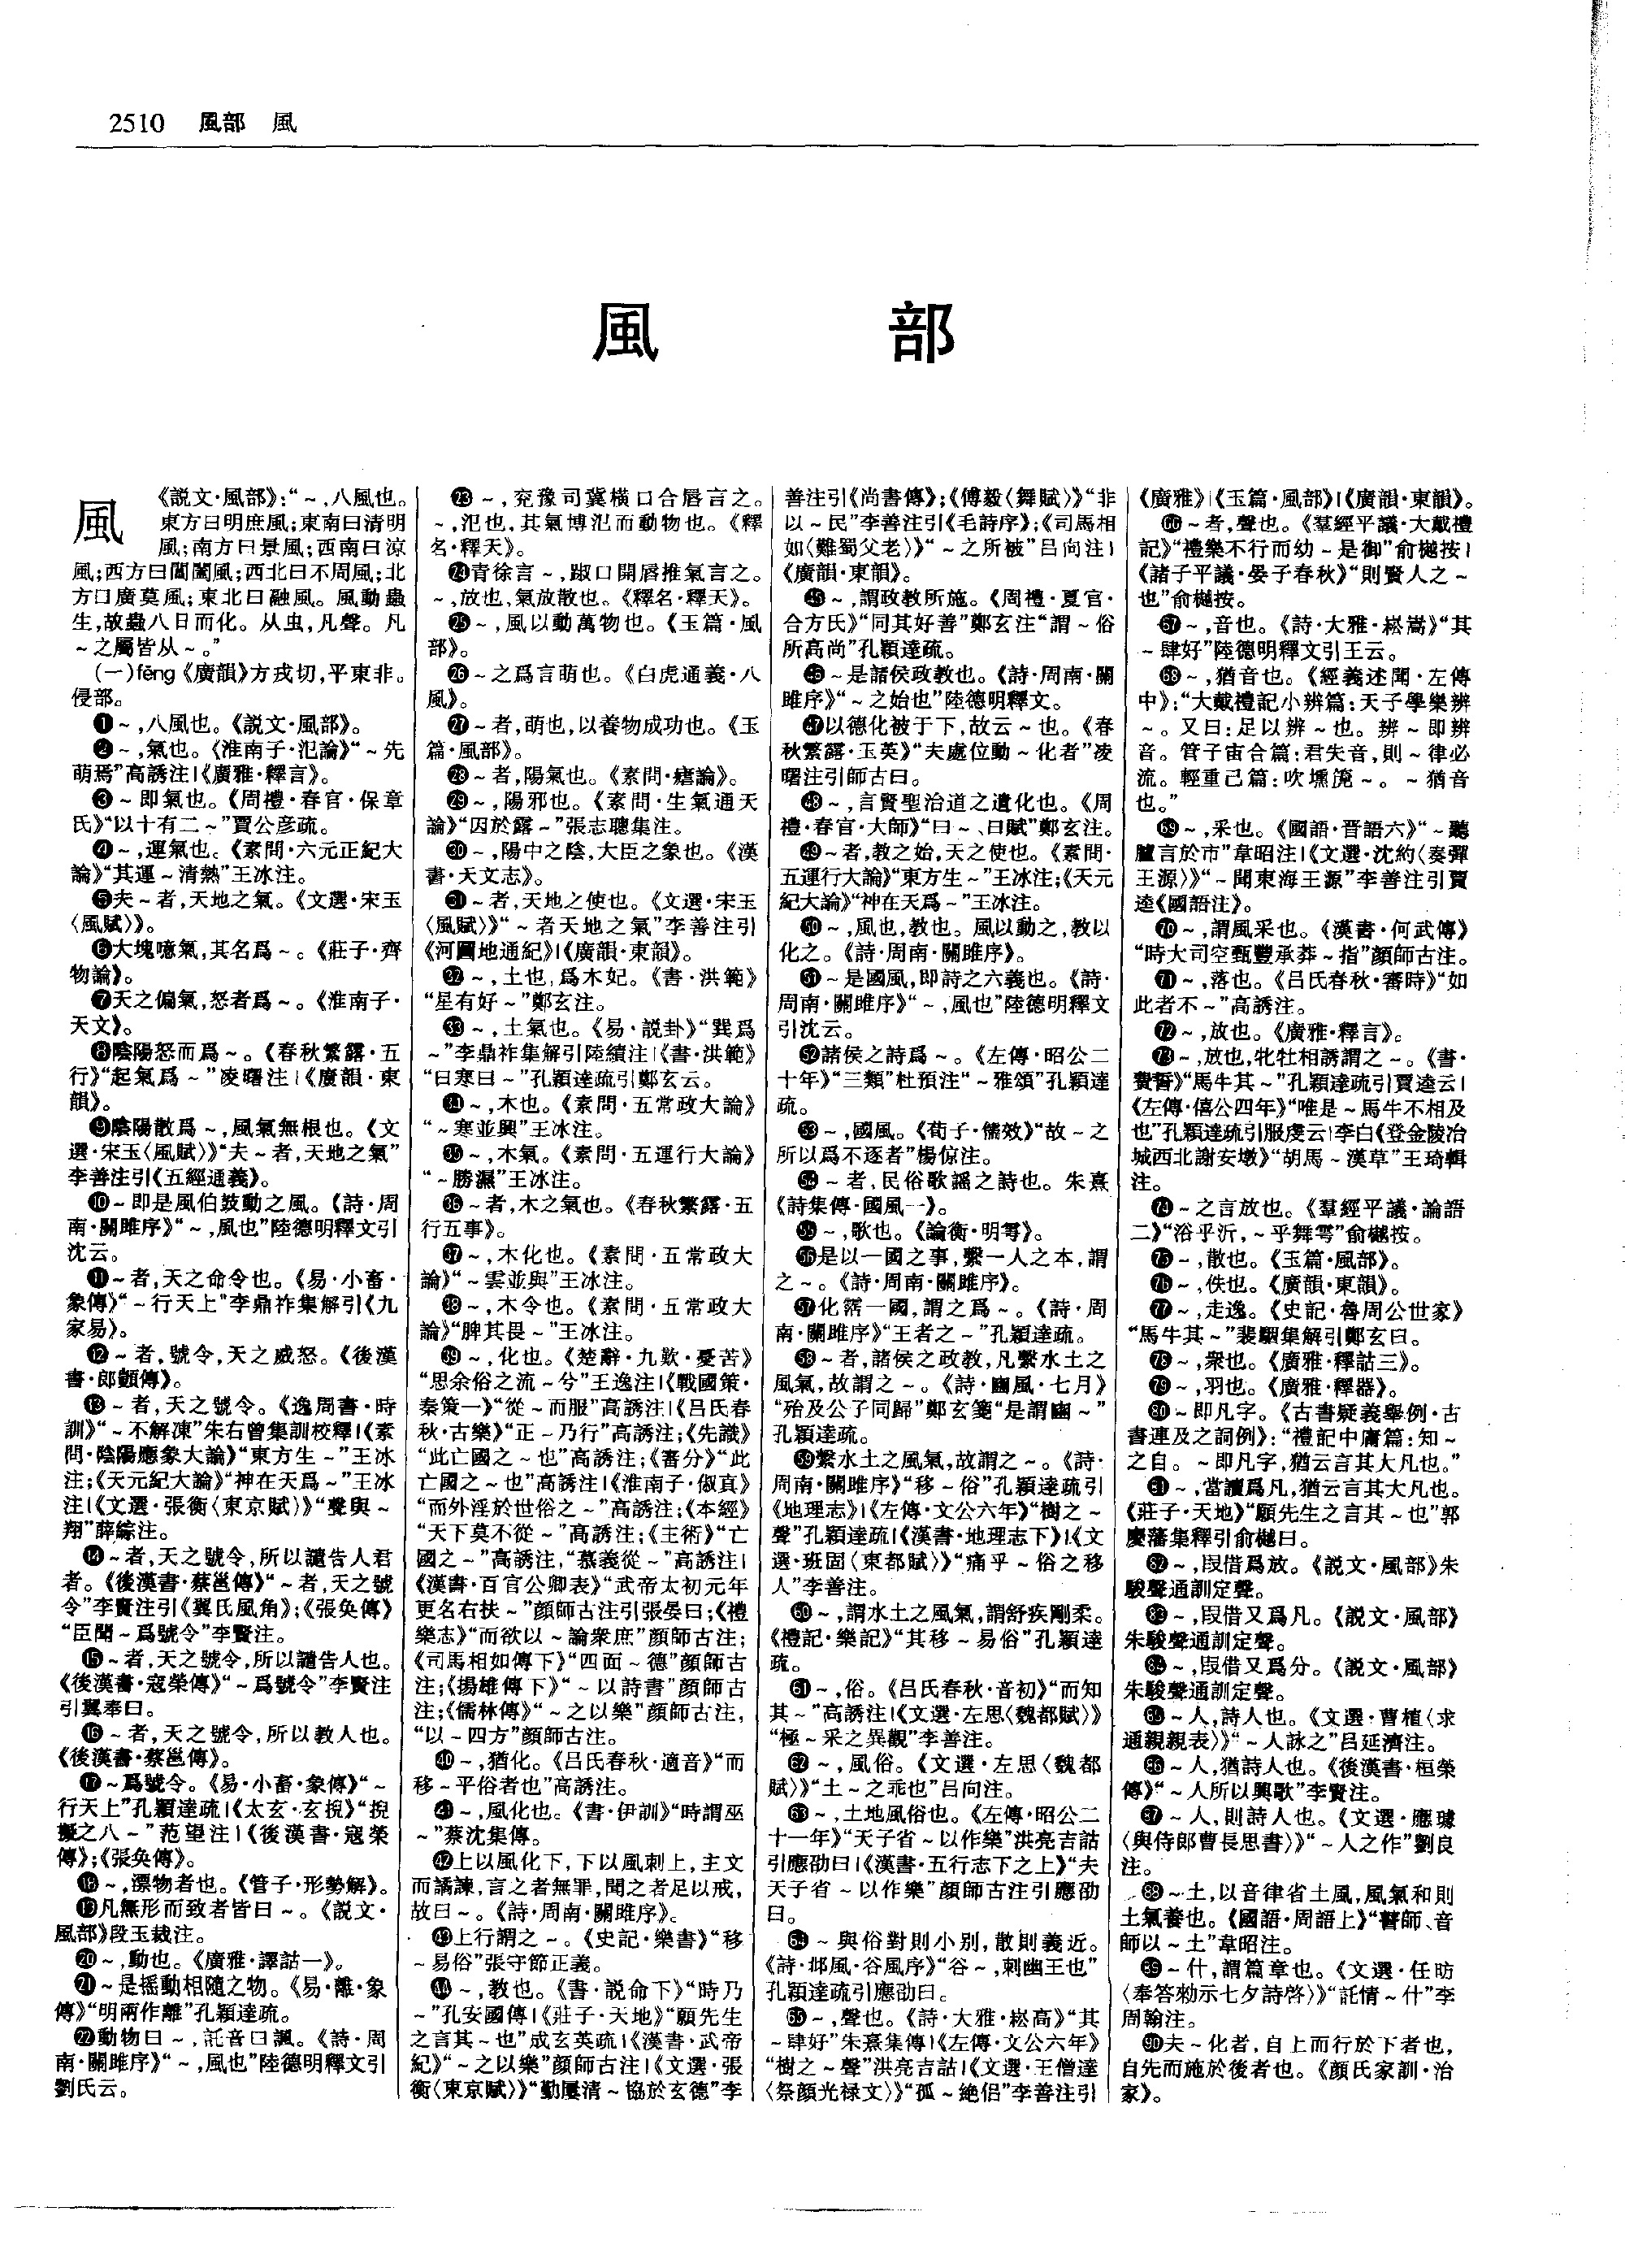 2510 風部 風
風 部
風
《説文·風部》:“～,八風也。
東方曰明庶風;東南曰清明
風;南方曰景風;西南曰涼
風;西方曰閶闔風;西北曰不周風;北
方曰廣莫風;東北曰融風。風動蟲
生,故蟲八日而化。从虫,凡聲。凡
～之屬皆从～。”
(一)fēng《廣韻》方戎切,平東非。
侵部。
❶～,八風也。《説文·風部》。
❷～,氣也。《淮南子·氾論》“～先
萌焉”高誘注|《廣雅·釋言》。
❸～即氣也。《周禮·春官·保章
氏》“以十有二～”賈公彦疏。
❹～,運氣也。《素問·六元正紀大
論》“其運～清熱”王冰注。
❺夫～者,天地之氣。《文選·宋玉
〈風賦〉》。
❻大塊噫氣,其名爲～。《莊子·齊
物論》。
❼天之偏氣,怒者爲～。《淮南子·
天文》。
❽陰陽怒而爲～。《春秋繁露·五
行》“起氣爲～”凌曙注|《廣韻·東
韻》。
❾陰陽散爲～,風氣無根也。《文
選·宋玉〈風賦〉》“夫～者,天地之氣”
李善注引《五經通義》。
❿～即是風伯鼓動之風。《詩·周
南·關雎序》“～,風也”陸德明釋文引
沈云。
⓫～者,天之命令也。《易·小畜·
象傳》“～行天上”李鼎祚集解引《九
家易》。
⓬～者,號令,天之威怒。《後漢
書·郎顗傳》。
⓭～者,天之號令。《逸周書·時
訓》“～不解凍”朱右曾集訓校釋|《素
問·陰陽應象大論》“東方生～”王冰
注;《天元紀大論》“神在天爲～”王冰
注|《文選·張衡〈東京賦〉》“聲與～
翔”薛綜注。
⓮～者,天之號令,所以譴告人君
者。《後漢書·蔡邕傳》“～者,天之號
令”李賢注引《翼氏風角》;《張奂傳》
“臣聞～爲號令”李賢注。
⓯～者,天之號令,所以譴告人也。
《後漢書·寇榮傳》“～爲號令”李賢注
引翼奉曰。
⓰～者,天之號令,所以教人也。
《後漢書·蔡邕傳》。
⓱～爲號令。《易·小畜·象傳》“～
行天上”孔穎達疏|《太玄·玄掜》“掜
擬之八～”范望注|《後漢書·寇榮
傳》;《張奂傳》。
⓲～,漂物者也。《管子·形勢解》。
⓳凡無形而致者皆曰～。《説文·
風部》段玉裁注。
⓴～,動也。《廣雅·譯詁一》。
㉑～是摇動相隨之物。《易·離·象
傳》“明兩作離”孔穎達疏。
㉒動物曰～,託音曰諷。《詩·周
南·關雎序》“～,風也”陸德明釋文引
劉氏云。
㉓～,兗豫司冀横口合唇言之。
～,氾也,其氣博氾而動物也。《釋
名·釋天》。
㉔青徐言～,踧口開唇推氣言之。
～,放也,氣放散也。《釋名·釋天》。
㉕～,風以動萬物也。《玉篇·風
部》。
㉖～之爲言萌也。《白虎通義·八
風》。
㉗～者,萌也,以養物成功也。《玉
篇·風部》。
㉘～者,陽氣也。《素問·瘧論》。
㉙～,陽邪也。《素問·生氣通天
論》“因於露～”張志聰集注。
㉚～,陽中之陰,大臣之象也。《漢
書·天文志》。
㉛～者,天地之使也。《文選·宋玉
〈風賦〉》“～者天地之氣”李善注引
《河圖地通紀》|《廣韻·東韻》。
㉜～,土也,爲木妃。《書·洪範》
“星有好～”鄭玄注。
㉝～,土氣也。《易·説卦》“巽爲
～”李鼎祚集解引陸績注|《書·洪範》
“曰寒曰～”孔穎達疏引鄭玄云。
㉞～,木也。《素問·五常政大論》
“～寒並興”王冰注。
㉟～,木氣。《素問·五運行大論》
“～勝濕”王冰注。
㊱～者,木之氣也。《春秋繁露·五
行五事》。
㊲～,木化也。《素問·五常政大
論》“～雲並與”王冰注。
㊳～,木令也。《素問·五常政大
論》“脾其畏～”王冰注。
㊴～,化也。《楚辭·九歎·憂苦》
“思余俗之流～兮”王逸注|《戰國策·
秦策一》“從～而服”高誘注|《吕氏春
秋·古樂》“正～乃行”高誘注;《先識》
“此亡國之～也”高誘注;《審分》“此
亡國之～也”高誘注|《淮南子·俶真》
“而外淫於世俗之～”高誘注;《本經》
“天下莫不從～”高誘注;《主術》“亡
國之～”高誘注,“慕義從～”高誘注|
《漢書·百官公卿表》“武帝太初元年
更名右扶～”顔師古注引張晏曰;《禮
樂志》“而欲以～論衆庶”顔師古注;
《司馬相如傳下》“四面～德”顔師古
注;《揚雄傳下》“～以詩書”顔師古
注;《儒林傳》“～之以樂”顔師古注,
“以～四方”顔師古注。
㊵～,猶化。《吕氏春秋·適音》“而
移～平俗者也”高誘注。
㊶～,風化也。《書·伊訓》“時謂巫
～”蔡沈集傳。
㊷上以風化下,下以風刺上,主文
而譎諫,言之者無罪,聞之者足以戒,
故曰～。《詩·周南·關雎序》。
㊸上行謂之～。《史記·樂書》“移
～易俗”張守節正義。
㊹～,教也。《書·説命下》“時乃
～”孔安國傳|《莊子·天地》“願先生
之言其～也”成玄英疏|《漢書·武帝
紀》“～之以樂”顔師古注|《文選·張
衡〈東京賦〉》“勤屢清～協於玄德”李
善注引《尚書傳》;《傅毅〈舞賦〉》“非
以～民”李善注引《毛詩序》;《司馬相
如〈難蜀父老〉》“～之所被”吕向注|
《廣韻·東韻》。
㊺～,謂政教所施。《周禮·夏官·
合方氏》“同其好善”鄭玄注“謂～俗
所高尚”孔穎達疏。
㊻～是諸侯政教也。《詩·周南·關
雎序》“～之始也”陸德明釋文。
㊼以德化被于下,故云～也。《春
秋繁露·玉英》“夫處位動～化者”凌
曙注引師古曰。
㊽～,言賢聖治道之遺化也。《周
禮·春官·大師》“曰～、曰賦”鄭玄注。
㊾～者,教之始,天之使也。《素問·
五運行大論》“東方生～”王冰注;《天元
紀大論》“神在天爲～”王冰注。
㊿～,風也,教也。風以動之,教以
化之。《詩·周南·關雎序》。
51～是國風,即詩之六義也。《詩·
周南·關雎序》“～,風也”陸德明釋文
引沈云。
52諸侯之詩爲～。《左傳·昭公二
十年》“三類”杜預注“～雅頌”孔穎達
疏。
53～,國風。《荀子·儒效》“故～之
所以爲不逐者”楊倞注。
54～者,民俗歌謡之詩也。朱熹
《詩集傳·國風一》。
55～,歌也。《論衡·明雩》。
56是以一國之事,繫一人之本,謂
之～。《詩·周南·關雎序》。
57化霑一國,謂之爲～。《詩·周
南·關雎序》“王者之～”孔穎達疏。
58～者,諸侯之政教,凡繫水土之
風氣,故謂之～。《詩·豳風·七月》
“殆及公子同歸”鄭玄箋“是謂豳～”
孔穎達疏。
59繫水土之風氣,故謂之～。《詩·
周南·關雎序》“移～俗”孔穎達疏引
《地理志》|《左傳·文公六年》“樹之～
聲”孔穎達疏|《漢書·地理志下》|《文
選·班固〈東都賦〉》“痛乎～俗之移
人”李善注。
60～,謂水土之風氣,謂舒疾剛柔。
《禮記·樂記》“其移～易俗”孔穎達
疏。
61～,俗。《吕氏春秋·音初》“而知
其～”高誘注|《文選·左思〈魏都賦〉》
“極～采之異觀”李善注。
62～,風俗。《文選·左思〈魏都
賦〉》“土～之乖也”吕向注。
63～,土地風俗也。《左傳·昭公二
十一年》“天子省～以作樂”洪亮吉詁
引應劭曰|《漢書·五行志下之上》“夫
天子省～以作樂”顔師古注引應劭
曰。
64～與俗對則小别,散則義近。
《詩·邶風·谷風序》“谷～,刺幽王也”
孔穎達疏引應劭曰。
65～,聲也。《詩·大雅·崧高》“其
～肆好”朱熹集傳|《左傳·文公六年》
“樹之～聲”洪亮吉詁|《文選·王僧達
〈祭顔光禄文〉》“孤～絶侣”李善注引
《廣雅》|《玉篇·風部》|《廣韻·東韻》。
66～者,聲也。《羣經平議·大戴禮
記》“禮樂不行而幼～是御”俞樾按|
《諸子平議·晏子春秋》“則賢人之～
也”俞樾按。
67～,音也。《詩·大雅·崧嵩》“其
～肆好”陸德明釋文引王云。
68～,猶音也。《經義述聞·左傳
中》:“大戴禮記小辨篇:天子學樂辨
～。又曰:足以辨～也。辨～即辨
音。管子宙合篇:君失音,則～律必
流。輕重己篇:吹壎箎～。～猶音
也。”
69～,采也。《國語·晋語六》“～聽
臚言於市”韋昭注|《文選·沈約〈奏彈
王源〉》“～聞東海王源”李善注引賈
逵《國語注》。
70～,謂風采也。《漢書·何武傳》
“時大司空甄豐承莽～指”顔師古注。
71～,落也。《吕氏春秋·審時》“如
此者不～”高誘注。
72～,放也。《廣雅·釋言》。
73～,放也,牝牡相誘謂之～。《書·
費誓》“馬牛其～”孔穎達疏引賈逵云|
《左傳·僖公四年》“唯是～馬牛不相及
也”孔穎達疏引服虔云|李白《登金陵冶
城西北謝安墩》“胡馬～漢草”王琦輯
注。
74～之言放也。《羣經平議·論語
二》“浴乎沂,～乎舞雩”俞樾按。
75～,散也。《玉篇·風部》。
76～,佚也。《廣韻·東韻》。
77～,走逸。《史記·魯周公世家》
“馬牛其～”裴駰集解引鄭玄曰。
78～,衆也。《廣雅·釋詁三》。
79～,羽也。《廣雅·釋器》。
80～即凡字。《古書疑義舉例·古
書連及之詞例》:“禮記中庸篇:知～
之自。～即凡字,猶云言其大凡也。”
81～,當讀爲凡,猶云言其大凡也。
《莊子·天地》“願先生之言其～也”郭
慶藩集釋引俞樾曰。
82～,叚借爲放。《説文·風部》朱
駿聲通訓定聲。
83～,叚借又爲凡。《説文·風部》
朱駿聲通訓定聲。
84～,叚借又爲分。《説文·風部》
朱駿聲通訓定聲。
85～人,詩人也。《文選·曹植〈求
通親親表〉》“～人詠之”吕延濟注。
86～人,猶詩人也。《後漢書·桓榮
傳》“～人所以興歌”李賢注。
87～人,則詩人也。《文選·應璩
〈與侍郎曹長思書〉》“～人之作”劉良
注。
88～土,以音律省土風,風氣和則
土氣養也。《國語·周語上》“瞽師、音
師以～土”韋昭注。
89～什,謂篇章也。《文選·任昉
〈奉答勑示七夕詩啓〉》“託情～什”李
周翰注。
90夫～化者,自上而行於下者也,
自先而施於後者也。《顔氏家訓·治
家》。